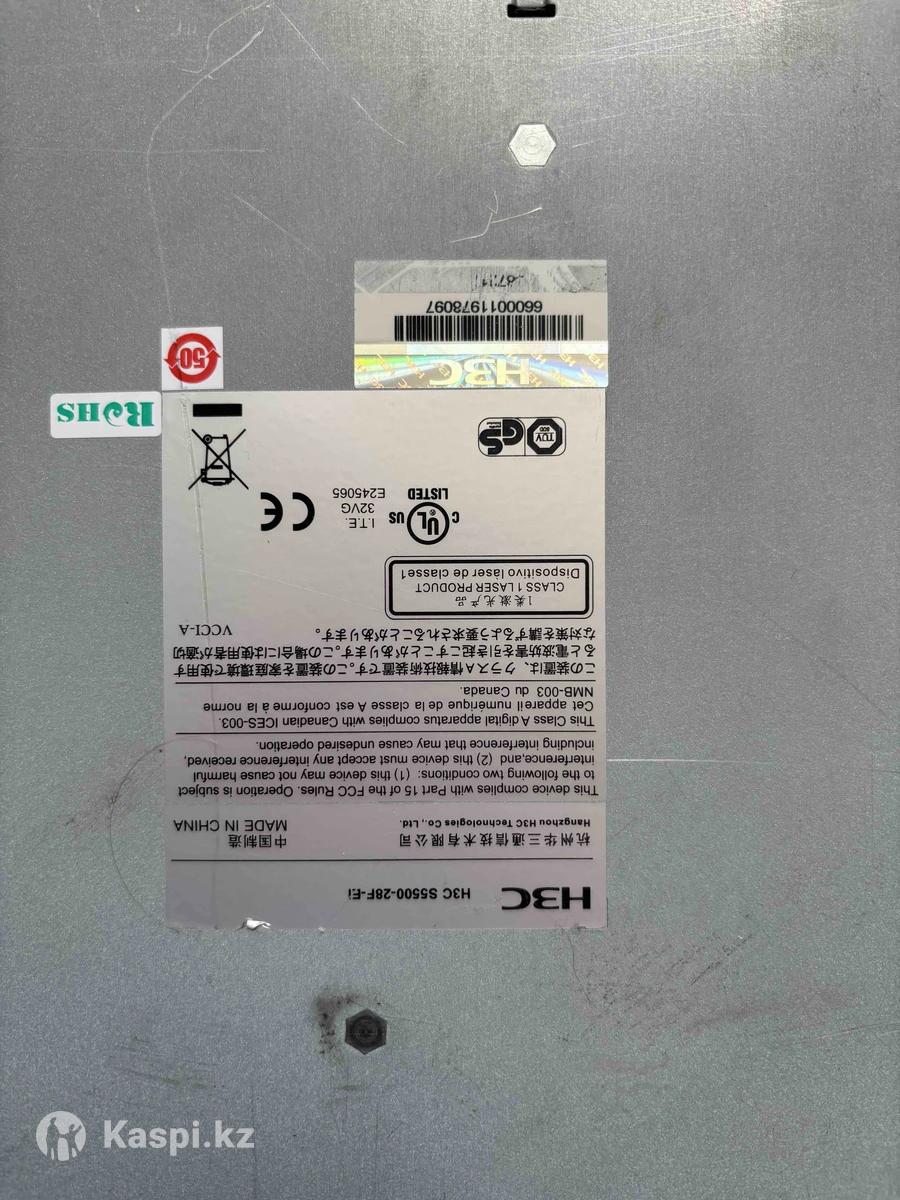 H3C H3C S5500-28F-EI
杭州华三通信技术有限公司 中国制造
Hangzhou H3C Technologies Co., Ltd. MADE IN CHINA
This device complies with Part 15 of the FCC Rules. Operation is subject
to the following two conditions: (1) this device may not cause harmful
interference,and (2) this device must accept any interference received,
including interference that may cause undesired operation.
This Class A digital apparatus complies with Canadian ICES-003.
Cet appareil numérique de la classe A est conforme à la norme
NMB-003 du Canada.
この装置は、クラスA情報技術装置です。この装置を家庭環境で使用す
ると電波妨害を引き起こすことがあります。この場合には使用者が適切
な対策を講ずるよう要求されることがあります。 VCCI-A
1类激光产品
CLASS 1 LASER PRODUCT
Dispositivo láser de clase1
C UL ® US
LISTED
I.T.E.
32VG
E245065
CE
TUV
GS
ROHS
50
H3C
6600011978097
Kaspi.kz